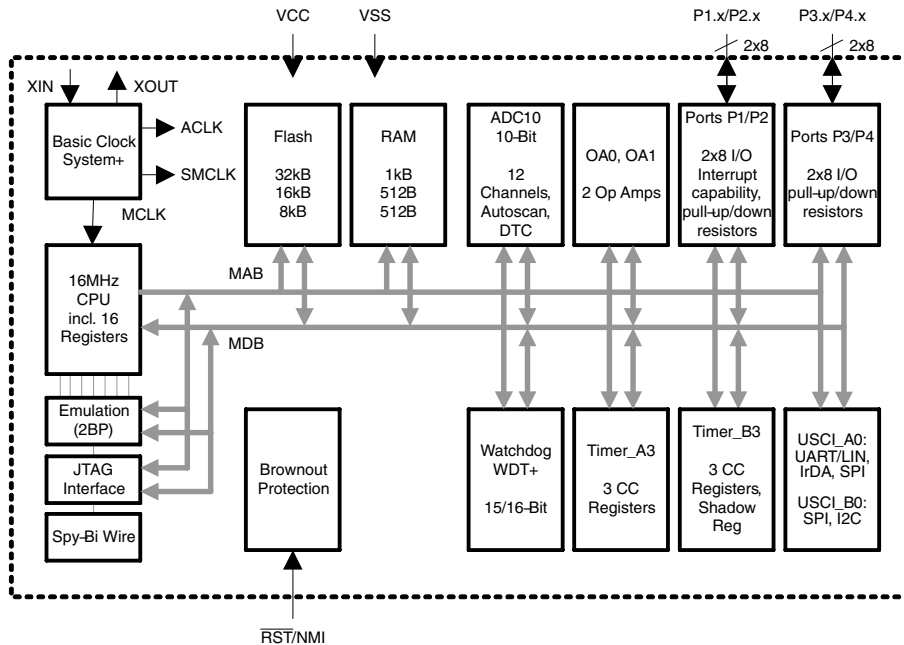 VCC
VSS
P1.x/P2.x
P3.x/P4.x
2x8
2x8
XIN
XOUT
Basic Clock
System+
ACLK
SMCLK
MCLK
Flash
32kB
16kB
8kB
RAM
1kB
512B
512B
ADC10
10-Bit
12
Channels,
Autoscan,
DTC
OA0, OA1
2 Op Amps
Ports P1/P2
2x8 I/O
Interrupt
capability,
pull-up/down
resistors
Ports P3/P4
2x8 I/O
pull-up/down
resistors
16MHz
CPU
incl. 16
Registers
MAB
MDB
Emulation
(2BP)
JTAG
Interface
Spy-Bi Wire
Brownout
Protection
Watchdog
WDT+
15/16-Bit
Timer_A3
3 CC
Registers
Timer_B3
3 CC
Registers,
Shadow
Reg
USCI_A0:
UART/LIN,
IrDA, SPI
USCI_B0:
SPI, I2C
RST/NMI